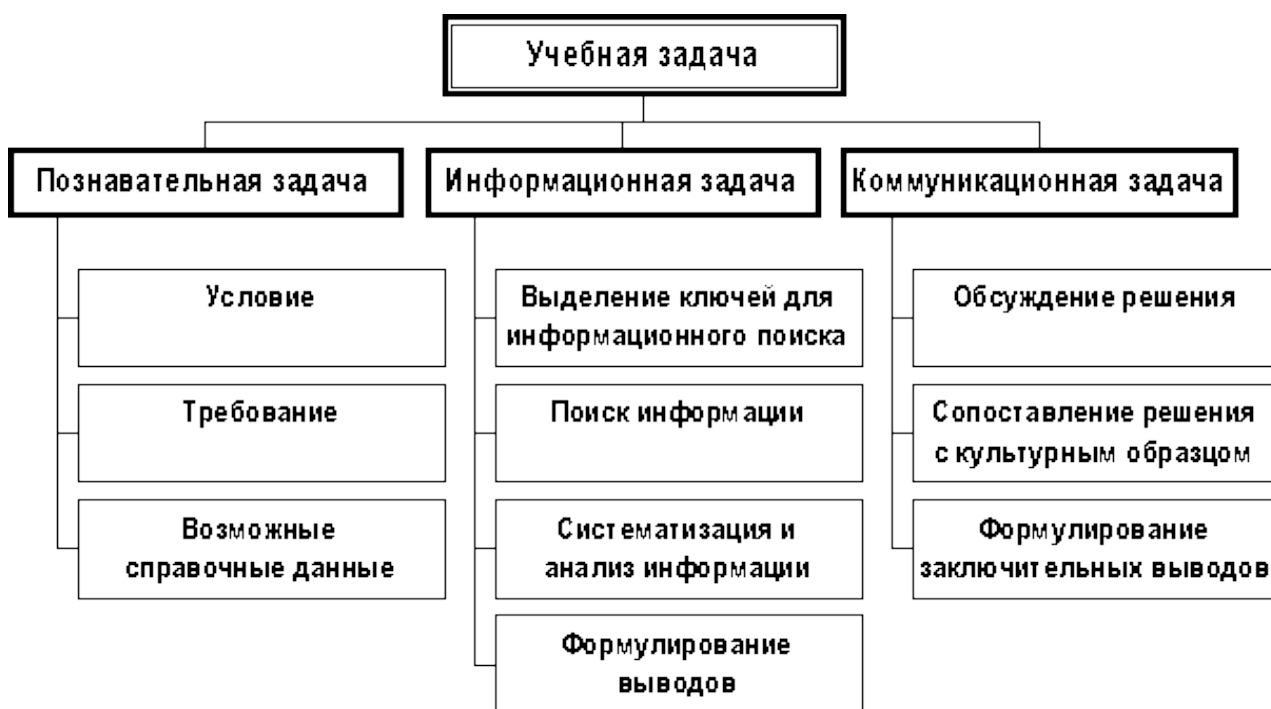 Учебная задача
Познавательная задача
Информационная задача
Коммуникационная задача
Условие
Требование
Возможные
справочные данные
Выделение ключей для
информационного поиска
Поиск информации
Систематизация и
анализ информации
Формулирование
выводов
Обсуждение решения
Сопоставление решения
с культурным образцом
Формулирование
заключительных выводов